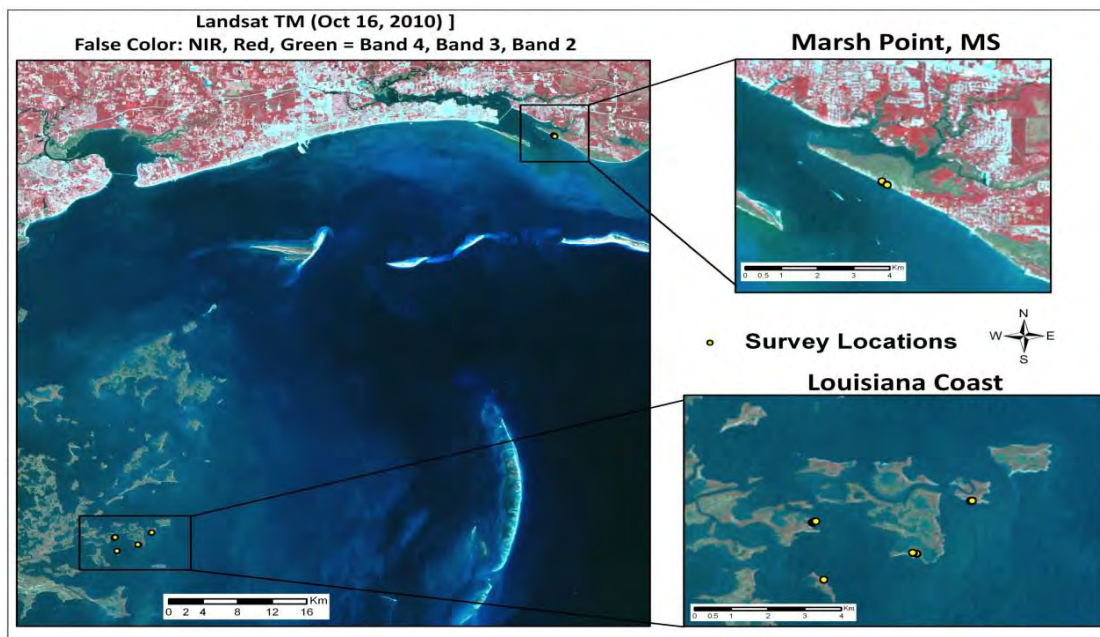 Landsat TM (Oct 16, 2010) ]
False Color: NIR, Red, Green = Band 4, Band 3, Band 2
Marsh Point, MS
Km
0 0.5 1 2 3 4
Survey Locations
N
W E
S
Louisiana Coast
Km
0 2 4 8 12 16
Km
0 0.5 1 2 3 4